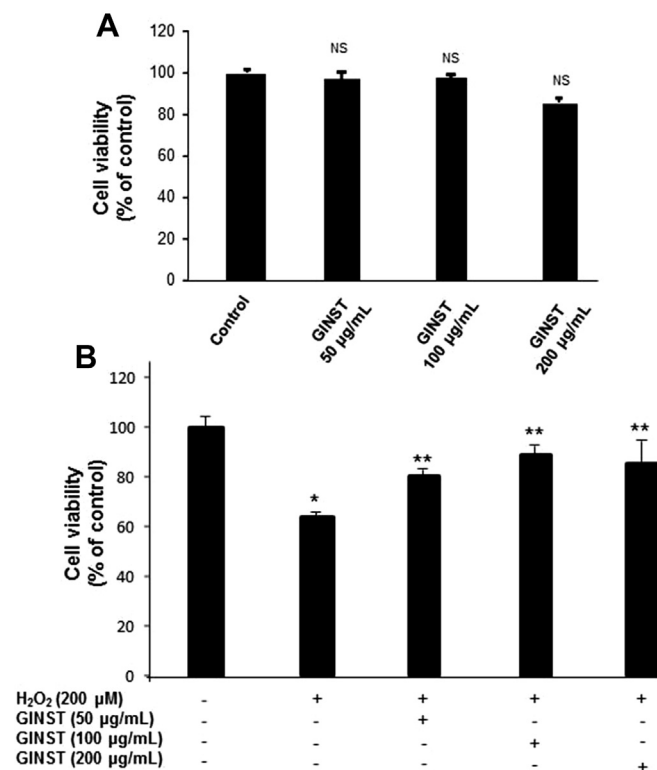 A
120
100
80
60
40
20
0
Cell viability
(% of control)
NS
NS
NS
Control
GINST
50 µg/mL
GINST
100 µg/mL
GINST
200 µg/mL
B
120
100
80
60
40
20
0
Cell viability
(% of control)
*
**
**
**
H₂O₂ (200 µM) - + + + +
GINST (50 µg/mL) - - + - -
GINST (100 µg/mL) - - - + -
GINST (200 µg/mL) - - - - +